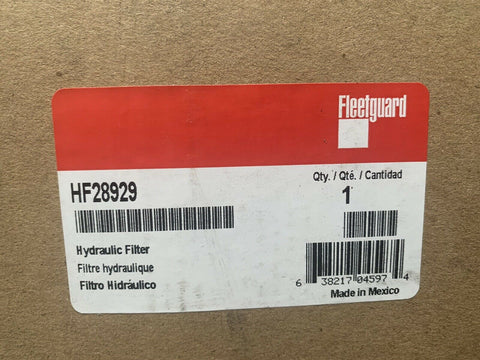 Fleetguard
HF28929
Qty. / Qté. / Cantidad
1
Hydraulic Filter
Filtre hydraulique
Filtro Hidráulico
6 38217 04597 4
Made in Mexico